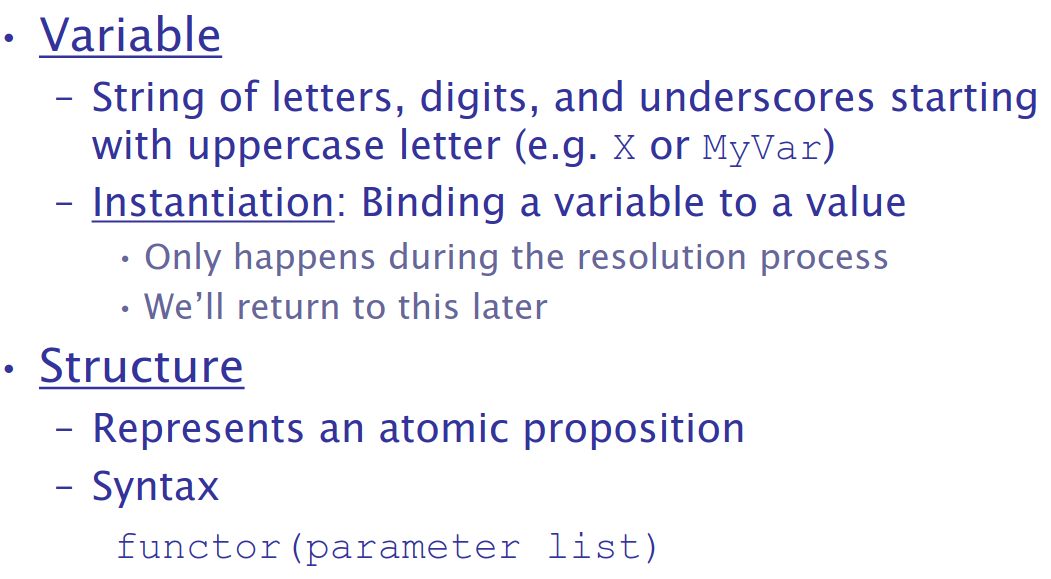 • Variable
– String of letters, digits, and underscores starting
with uppercase letter (e.g. X or MyVar)
– Instantiation: Binding a variable to a value
• Only happens during the resolution process
• We’ll return to this later
• Structure
– Represents an atomic proposition
– Syntax
functor(parameter list)